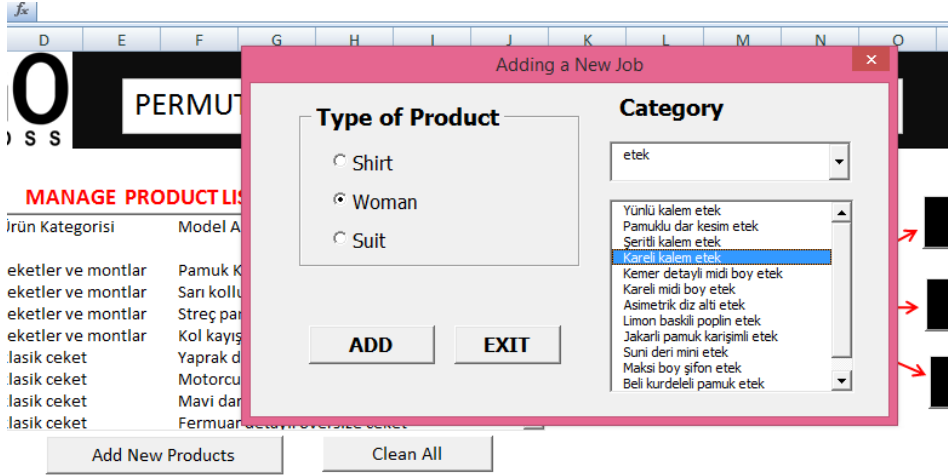 fx
D E F G H I J K L M N O
O
S S
PERMUT
Adding a New Job
x
Type of Product
Shirt
Woman
Suit
ADD
EXIT
Category
etek
Yünlü kalem etek
Pamuklu dar kesim etek
Şeritli kalem etek
Kareli kalem etek
Kemer detayli midi boy etek
Kareli midi boy etek
Asimetrik diz alti etek
Limon baskili poplin etek
Jakarli pamuk karişimli etek
Suni deri mini etek
Maksi boy şifon etek
Beli kurdeleli pamuk etek
MANAGE PRODUCT LIS
Ürün Kategorisi Model A
eketler ve montlar Pamuk K
eketler ve montlar Sarı kollu
eketler ve montlar Streç par
eketler ve montlar Kol kayış
lasik ceket Yaprak d
lasik ceket Motorcu
lasik ceket Mavi dar
lasik ceket Fermuar detaylı oversize ceket
Add New Products
Clean All